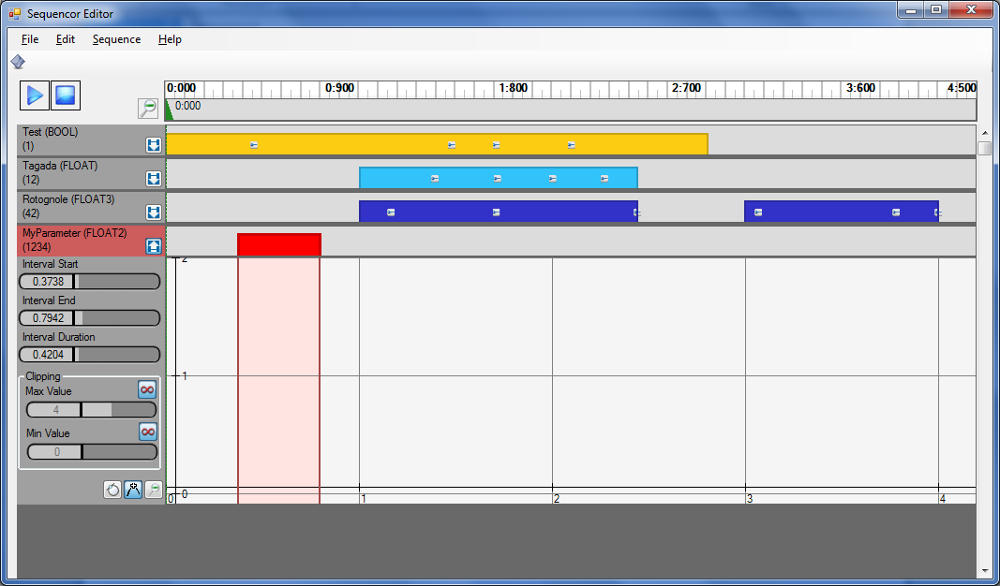 Sequencor Editor
File Edit Sequence Help
0:000 0:900 1:800 2:700 3:600 4:500
0:000
Test (BOOL)
(1)
Tagada (FLOAT)
(12)
Rotognole (FLOAT3)
(42)
MyParameter (FLOAT2)
(1234)
Interval Start
0.3738
Interval End
0.7942
Interval Duration
0.4204
Clipping
Max Value
4
Min Value
0
2
1
0
0 1 2 3 4